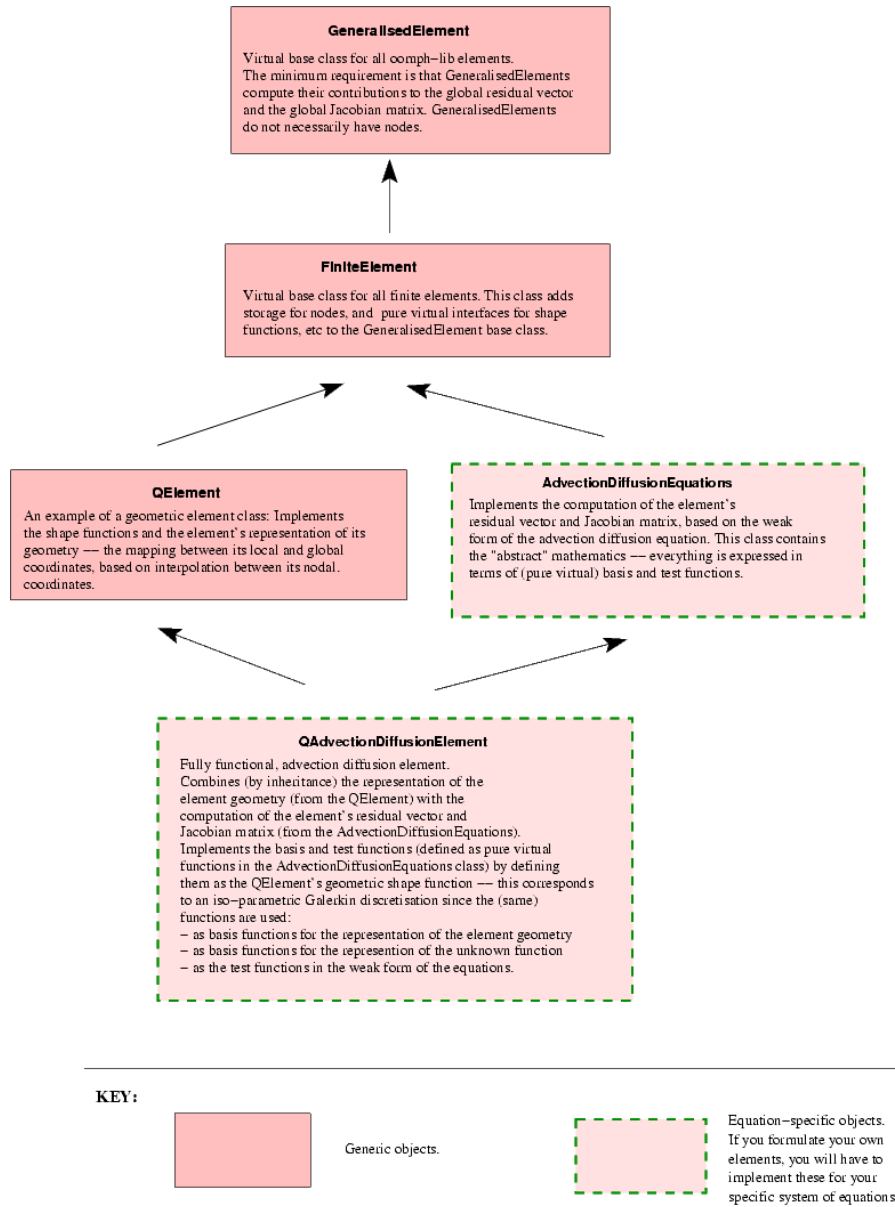 GeneralisedElement
Virtual base class for all oomph−lib elements.
The minimum requirement is that GeneralisedElements
compute their contributions to the global residual vector
and the global Jacobian matrix. GeneralisedElements
do not necessarily have nodes.
FiniteElement
Virtual base class for all finite elements. This class adds
storage for nodes, and pure virtual interfaces for shape
functions, etc to the GeneralisedElement base class.
QElement
An example of a geometric element class: Implements
the shape functions and the element's representation of its
geometry −− the mapping between its local and global
coordinates, based on interpolation between its nodal.
coordinates.
AdvectionDiffusionEquations
Implements the computation of the element's
residual vector and Jacobian matrix, based on the weak
form of the advection diffusion equation. This class contains
the "abstract" mathematics −− everything is expressed in
terms of (pure virtual) basis and test functions.
QAdvectionDiffusionElement
Fully functional, advection diffusion element.
Combines (by inheritance) the representation of the
element geometry (from the QElement) with the
computation of the element's residual vector and
Jacobian matrix (from the AdvectionDiffusionEquations).
Implements the basis and test functions (defined as pure virtual
functions in the AdvectionDiffusionEquations class) by defining
them as the QElement's geometric shape function −− this corresponds
to an iso−parametric Galerkin discretisation since the (same)
functions are used:
− as basis functions for the representation of the element geometry
− as basis functions for the represention of the unknown function
− as the test functions in the weak form of the equations.
KEY:
Generic objects.
Equation−specific objects.
If you formulate your own
elements, you will have to
implement these for your
specific system of equations